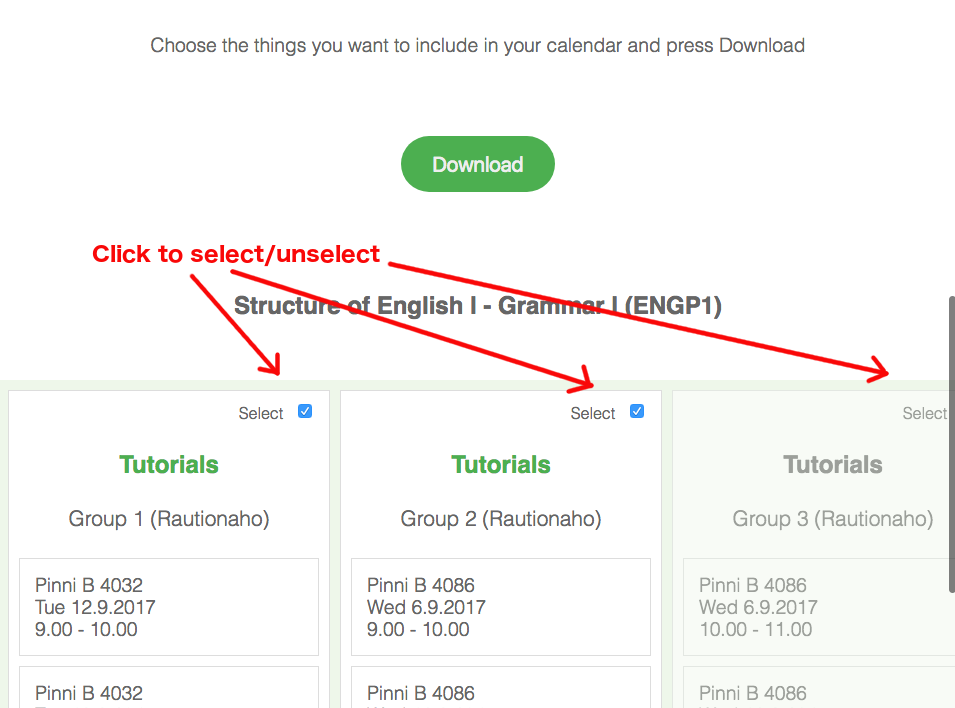 Choose the things you want to include in your calendar and press Download
Download
Click to select/unselect
Structure of English I - Grammar I (ENGP1)
Select
Tutorials
Group 1 (Rautionaho)
Pinni B 4032
Tue 12.9.2017
9.00 - 10.00
Pinni B 4032
Select
Tutorials
Group 2 (Rautionaho)
Pinni B 4086
Wed 6.9.2017
9.00 - 10.00
Pinni B 4086
Select
Tutorials
Group 3 (Rautionaho)
Pinni B 4086
Wed 6.9.2017
10.00 - 11.00
Pinni B 4086